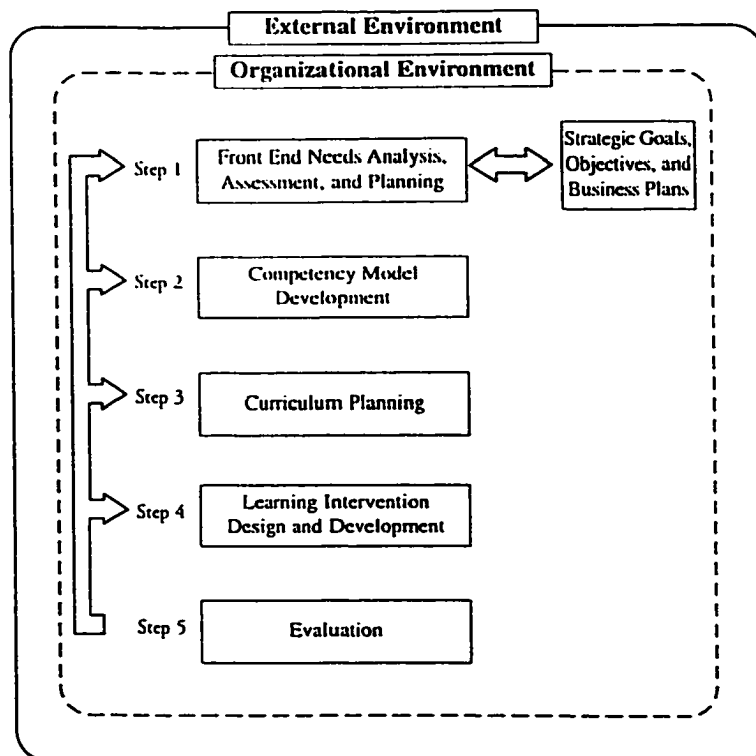 External Environment
Organizational Environment
Step 1
Front End Needs Analysis,
Assessment, and Planning
Strategic Goals,
Objectives, and
Business Plans
Step 2
Competency Model
Development
Step 3
Curriculum Planning
Step 4
Learning Intervention
Design and Development
Step 5
Evaluation